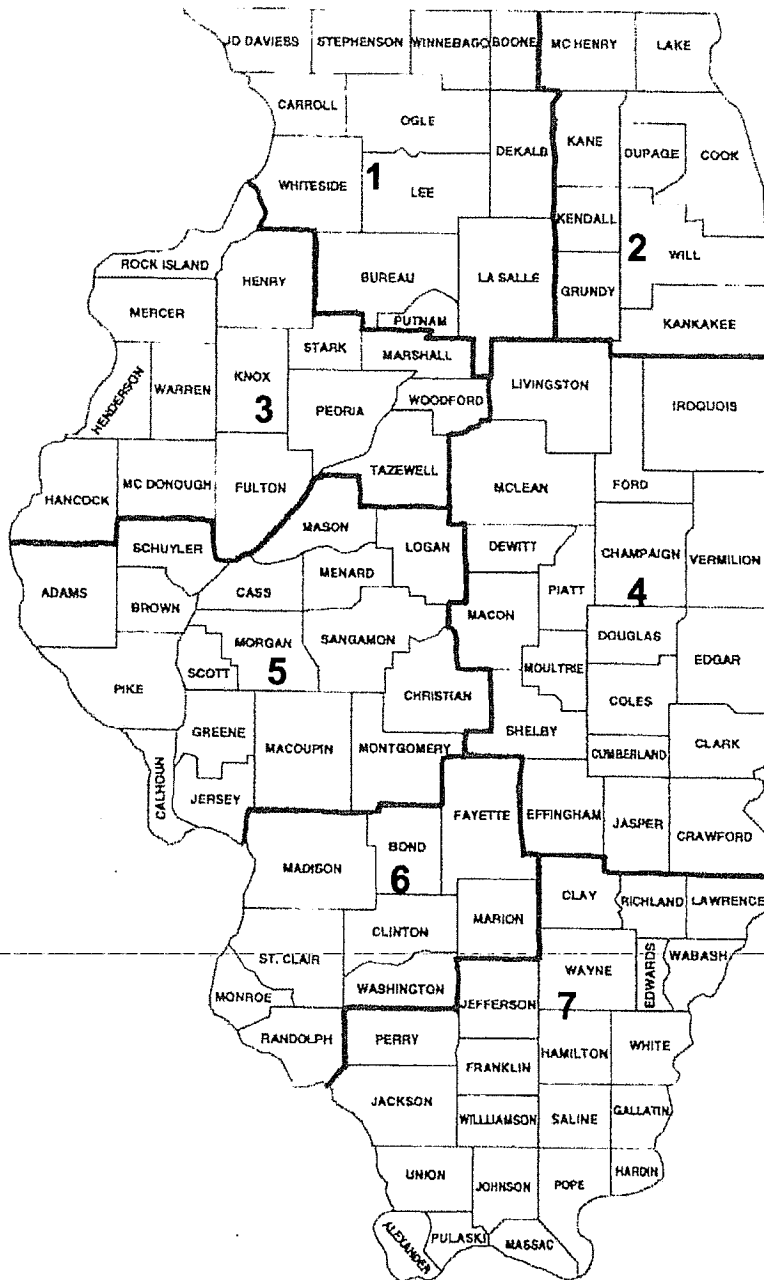 JO DAVIESS STEPHENSON WINNEBAGO BOONE MC HENRY LAKE
CARROLL OGLE DEKALB KANE DUPAGE COOK
WHITESIDE 1 LEE KENDALL 2 WILL
ROCK ISLAND HENRY BUREAU LA SALLE GRUNDY
MERCER PUTNAM KANKAKEE
STARK MARSHALL
HENDERSON WARREN KNOX 3 PEORIA WOODFORD LIVINGSTON IROQUOIS
HANCOCK MC DONOUGH FULTON TAZEWELL MCLEAN FORD
MASON
SCHUYLER LOGAN DEWITT CHAMPAIGN VERMILION
ADAMS BROWN CASS MENARD MACON PIATT 4
MORGAN SANGAMON DOUGLAS EDGAR
PIKE SCOTT 5 CHRISTIAN MOULTRIE COLES
GREENE MACOUPIN MONTGOMERY SHELBY CUMBERLAND CLARK
CALHOUN JERSEY FAYETTE EFFINGHAM JASPER CRAWFORD
MADISON BOND 6
CLAY RICHLAND LAWRENCE
MARION
CLINTON
ST. CLAIR WAYNE EDWARDS WABASH
MONROE WASHINGTON JEFFERSON 7
RANDOLPH PERRY HAMILTON WHITE
FRANKLIN
JACKSON WILLLIAMSON SALINE GALLATIN
UNION JOHNSON POPE HARDIN
ALEXANDER PULASKI MASSAC